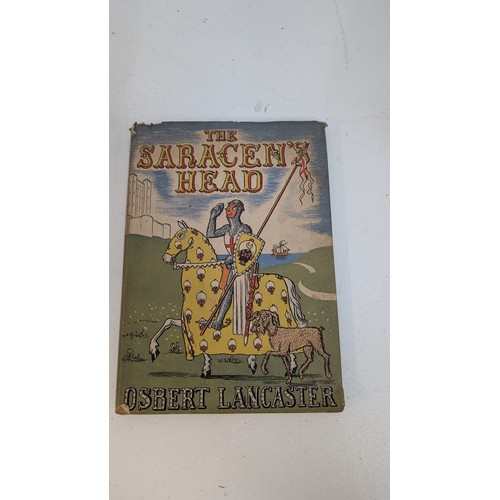 THE
SARACEN'S
HEAD
OSBERT LANCASTER